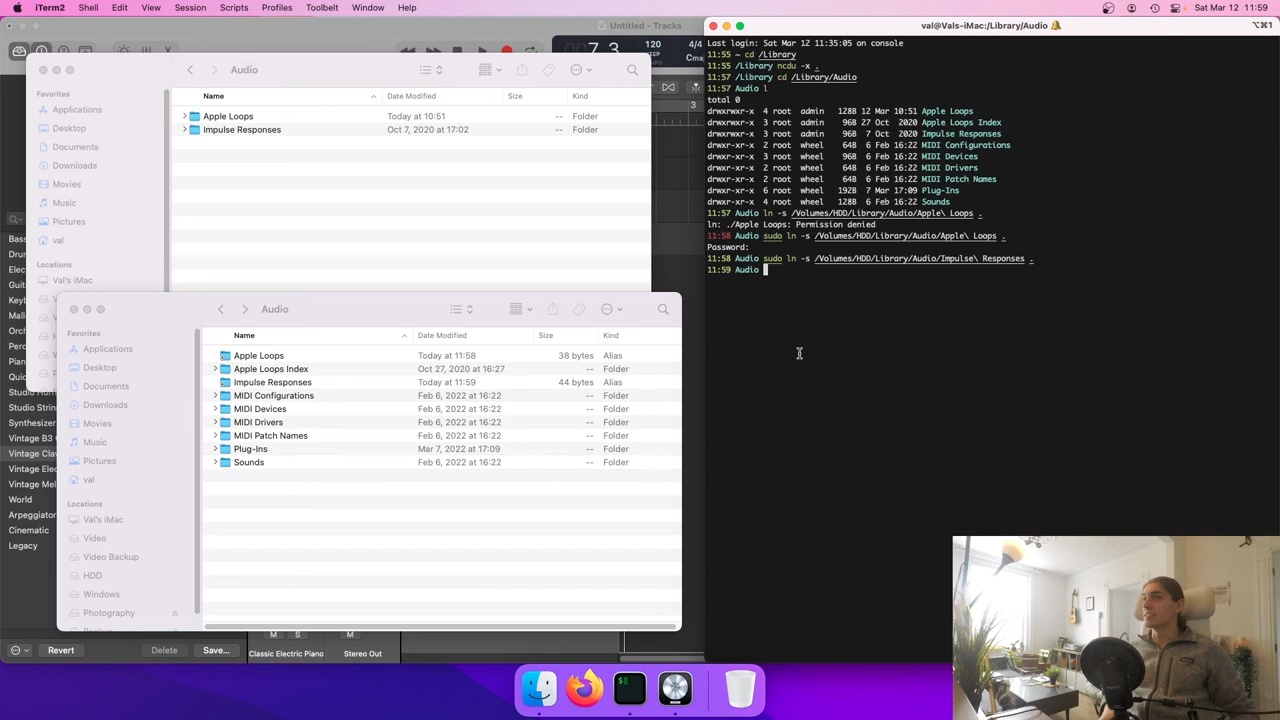 iTerm2 Shell Edit View Session Scripts Profiles Toolbelt Window Help Sat Mar 12 11:59
Untitled - Tracks
120
Cma
3
Audio
Favorites
Applications
Desktop
Documents
Downloads
Movies
Music
Pictures
val
Locations
Val's iMac
Name Date Modified Size Kind
Apple Loops Today at 10:51 -- Folder
Impulse Responses Oct 7, 2020 at 17:02 -- Folder
Audio
Favorites
Applications
Desktop
Documents
Downloads
Movies
Music
Pictures
val
Locations
Val's iMac
Video
Video Backup
HDD
Windows
Photography
Name Date Modified Size Kind
Apple Loops Today at 11:58 38 bytes Alias
Apple Loops Index Oct 27, 2020 at 16:27 -- Folder
Impulse Responses Today at 11:59 44 bytes Alias
MIDI Configurations Feb 6, 2022 at 16:22 -- Folder
MIDI Devices Feb 6, 2022 at 16:22 -- Folder
MIDI Drivers Feb 6, 2022 at 16:22 -- Folder
MIDI Patch Names Feb 6, 2022 at 16:22 -- Folder
Plug-Ins Mar 7, 2022 at 17:09 -- Folder
Sounds Feb 6, 2022 at 16:22 -- Folder
World
Arpeggiator
Cinematic
Legacy
Revert Delete Save...
M S M
Classic Electric Piano Stereo Out
val@Vals-iMac:/Library/Audio ⌥⌘1
Last login: Sat Mar 12 11:35:05 on console
11:55 ~ cd /Library
11:55 /Library ncdu -x .
11:57 /Library cd /Library/Audio
11:57 Audio l
total 0
drwxrwxr-x 4 root admin 128B 12 Mar 10:51 Apple Loops
drwxrwxr-x 3 root admin 96B 27 Oct 2020 Apple Loops Index
drwxrwxr-x 3 root admin 96B 7 Oct 2020 Impulse Responses
drwxr-xr-x 2 root wheel 64B 6 Feb 16:22 MIDI Configurations
drwxr-xr-x 3 root wheel 96B 6 Feb 16:22 MIDI Devices
drwxr-xr-x 2 root wheel 64B 6 Feb 16:22 MIDI Drivers
drwxr-xr-x 2 root wheel 64B 6 Feb 16:22 MIDI Patch Names
drwxr-xr-x 6 root wheel 192B 7 Mar 17:09 Plug-Ins
drwxr-xr-x 4 root wheel 128B 6 Feb 16:22 Sounds
11:57 Audio ln -s /Volumes/HDD/Library/Audio/Apple\ Loops .
ln: ./Apple Loops: Permission denied
11:58 Audio sudo ln -s /Volumes/HDD/Library/Audio/Apple\ Loops .
Password:
11:58 Audio sudo ln -s /Volumes/HDD/Library/Audio/Impulse\ Responses .
11:59 Audio